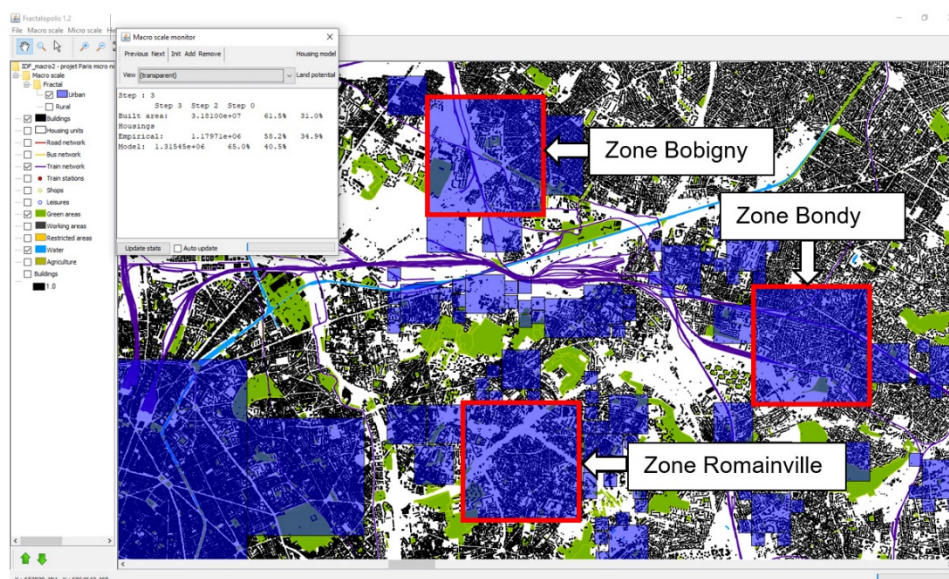 Fractalopolis 1.2
File Macro scale Micro scale
Macro scale monitor
Previous Next Init Add Remove Housing model
View (transparent) Land potential
Step : 3
Step 3 Step 2 Step 0
Built area: 3.18100e+07 61.5% 31.0%
Housings
Empirical: 1.17971e+06 58.2% 34.9%
Model: 1.31545e+06 65.0% 40.5%
Update stats Auto update
IDF_macro2 - projet Paris micro
Macro scale
Fractal
Urban
Rural
Buildings
Housing units
Road network
Bus network
Train network
Train stations
Shops
Leisures
Green areas
Working areas
Restricted areas
Water
Agriculture
Buildings
1.0
Zone Bobigny
Zone Bondy
Zone Romainville